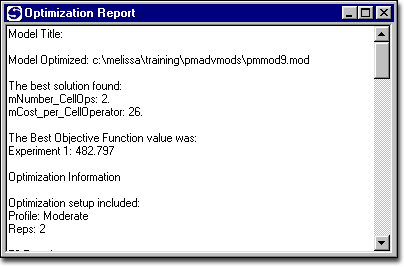 Optimization Report
Model Title:
Model Optimized: c:\melissa\training\pmadvmods\pmmod9.mod
The best solution found:
mNumber_CellOps: 2.
mCost_per_CellOperator: 26.
The Best Objective Function value was:
Experiment 1: 482.797
Optimization Information
Optimization setup included:
Profile: Moderate
Reps: 2